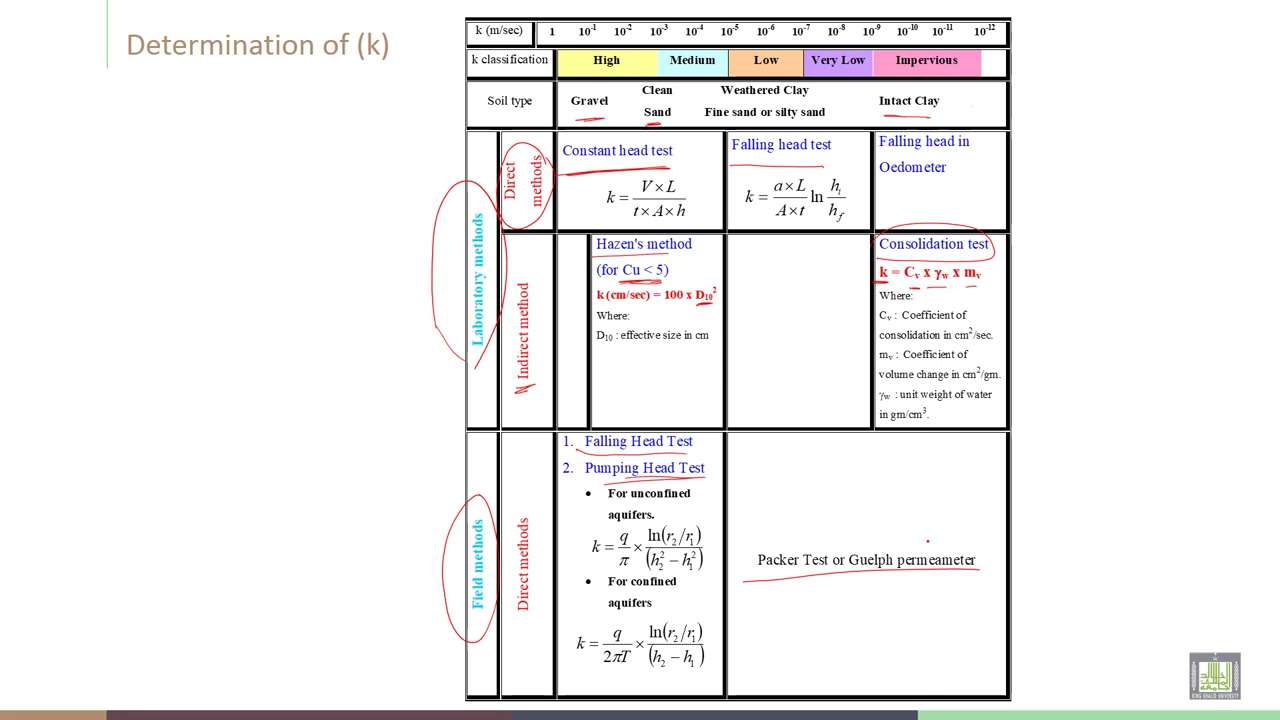 Determination of (k)
k (m/sec) 1 10⁻¹ 10⁻² 10⁻³ 10⁻⁴ 10⁻⁵ 10⁻⁶ 10⁻⁷ 10⁻⁸ 10⁻⁹ 10⁻¹⁰ 10⁻¹¹ 10⁻¹²
k classification High Medium Low Very Low Impervious
Soil type
Gravel
Clean
Sand
Weathered Clay
Fine sand or silty sand
Intact Clay
Laboratory methods
Direct
methods
Constant head test
k = V × L / t × A × h
Falling head test
k = a × L / A × t ln hᵢ / h_f
Falling head in
Oedometer
Indirect method
Hazen's method
(for Cu < 5)
k (cm/sec) = 100 x D₁₀²
Where:
D₁₀ : effective size in cm
Consolidation test
k = Cᵥ x γw x mᵥ
Where:
Cᵥ : Coefficient of
consolidation in cm²/sec.
mᵥ : Coefficient of
volume change in cm²/gm.
γw : unit weight of water
in gm/cm³.
Field methods
Direct methods
1. Falling Head Test
2. Pumping Head Test
• For unconfined
aquifers.
k = q / π × ln(r₂/r₁) / (h₂² − h₁²)
• For confined
aquifers
k = q / 2πT × ln(r₂/r₁) / (h₂ − h₁)
Packer Test or Guelph permeameter
KING KHALID UNIVERSITY